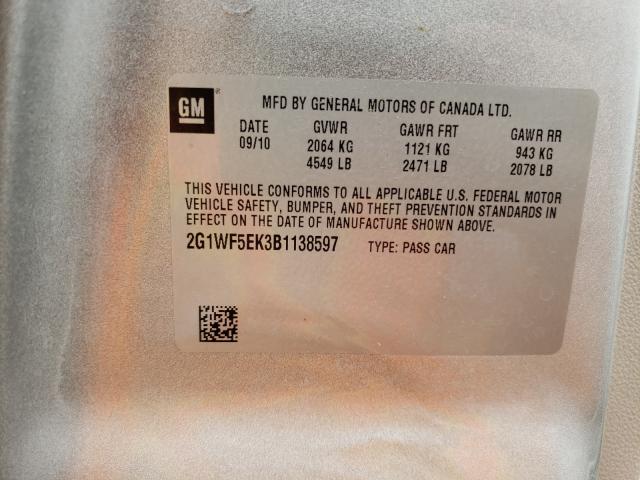 GM
MFD BY GENERAL MOTORS OF CANADA LTD.
DATE GVWR GAWR FRT GAWR RR
09/10 2064 KG 1121 KG 943 KG
4549 LB 2471 LB 2078 LB
THIS VEHICLE CONFORMS TO ALL APPLICABLE U.S. FEDERAL MOTOR
VEHICLE SAFETY, BUMPER, AND THEFT PREVENTION STANDARDS IN
EFFECT ON THE DATE OF MANUFACTURE SHOWN ABOVE.
2G1WF5EK3B1138597 TYPE: PASS CAR